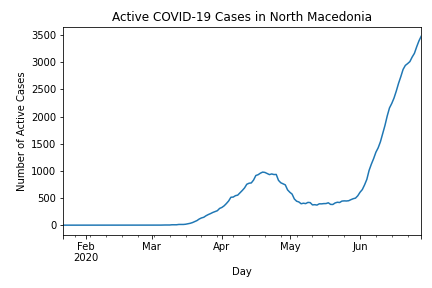 Active COVID-19 Cases in North Macedonia
Number of Active Cases
3500
3000
2500
2000
1500
1000
500
0
Feb Mar Apr May Jun
2020
Day